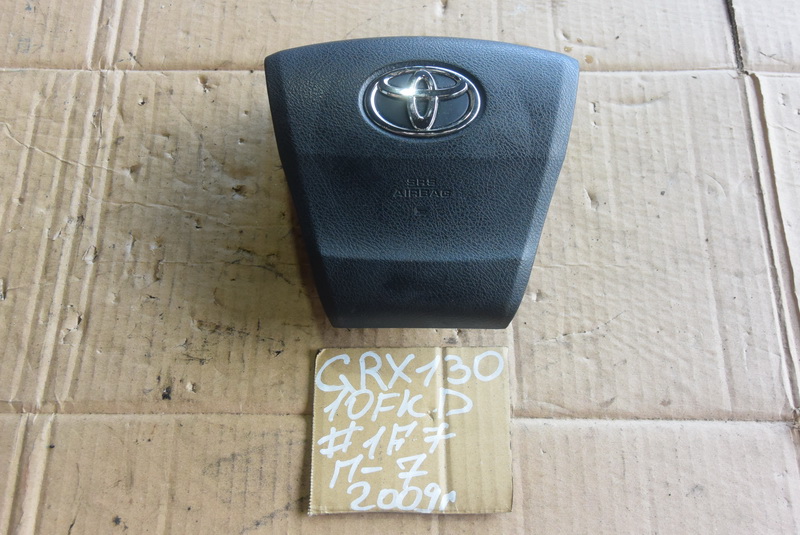 SRS
AIRBAG
GRX130
10FKD
#1F7
П-7
2009г